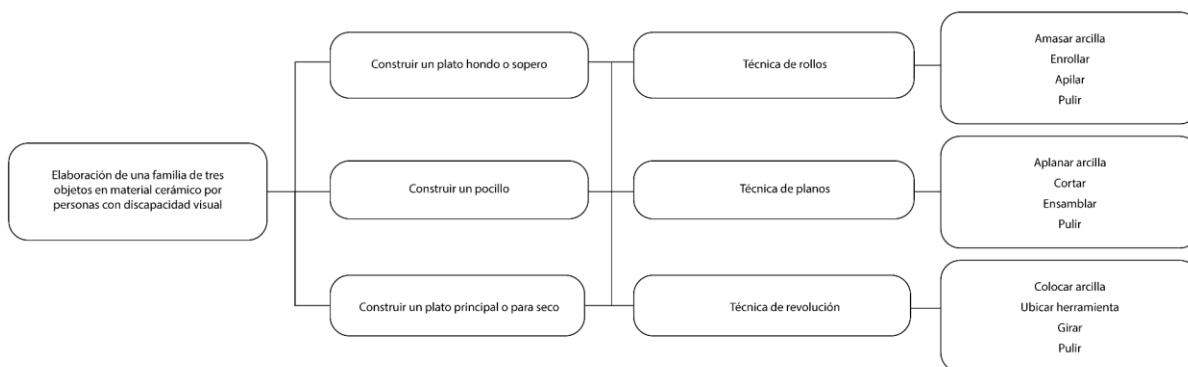 Elaboración de una familia de tres
objetos en material cerámico por
personas con discapacidad visual
Construir un plato hondo o sopero
Construir un pocillo
Construir un plato principal o para seco
Técnica de rollos
Técnica de planos
Técnica de revolución
Amasar arcilla
Enrollar
Apilar
Pulir
Aplanar arcilla
Cortar
Ensamblar
Pulir
Colocar arcilla
Ubicar herramienta
Girar
Pulir